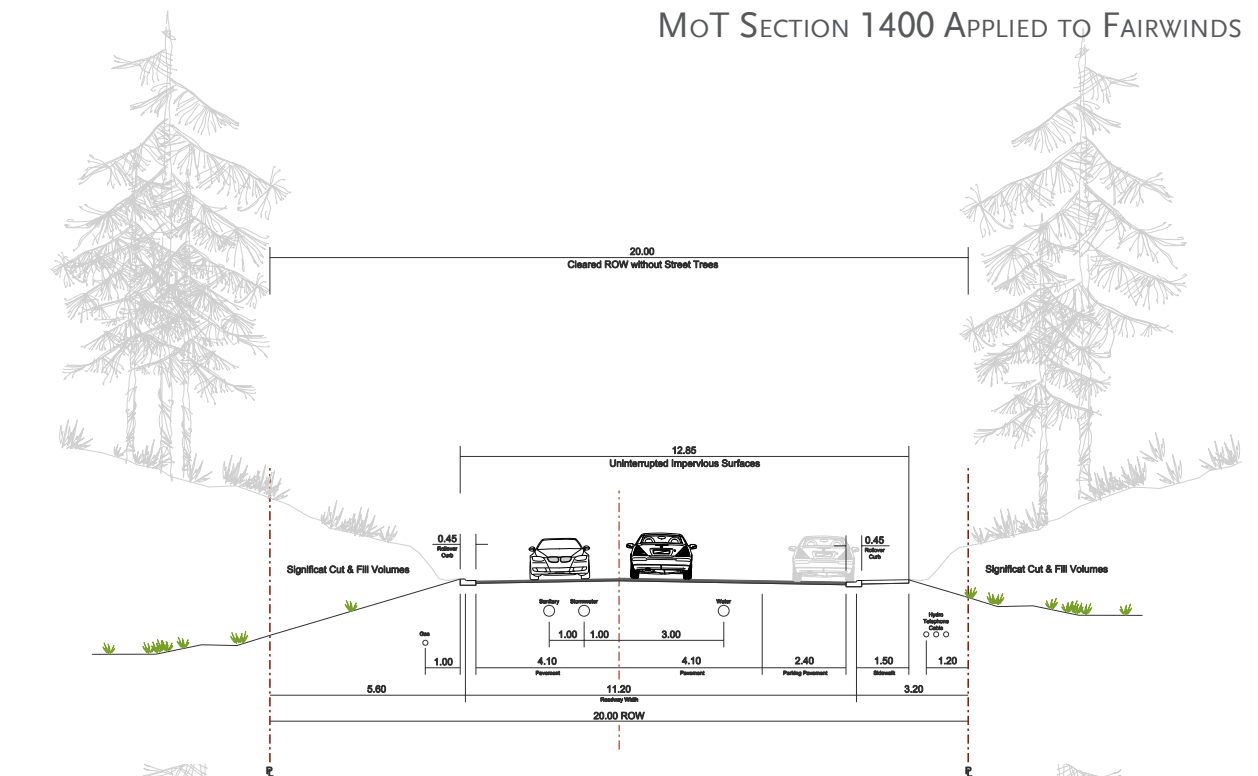 MoT Section 1400 Applied to Fairwinds
20.00
Cleared ROW without Street Trees
12.85
Uninterrupted Impervious Surfaces
0.45
Rollover
Curb
0.45
Rollover
Curb
Significat Cut & Fill Volumes
Significat Cut & Fill Volumes
Sanitary
Stormwater
Water
Hydro
Telephone
Cable
Gas
1.00
1.00
3.00
1.00
4.10
Pavement
4.10
Pavement
2.40
Parking Pavement
1.50
Sidewalk
1.20
5.60
11.20
Roadway Width
3.20
20.00 ROW